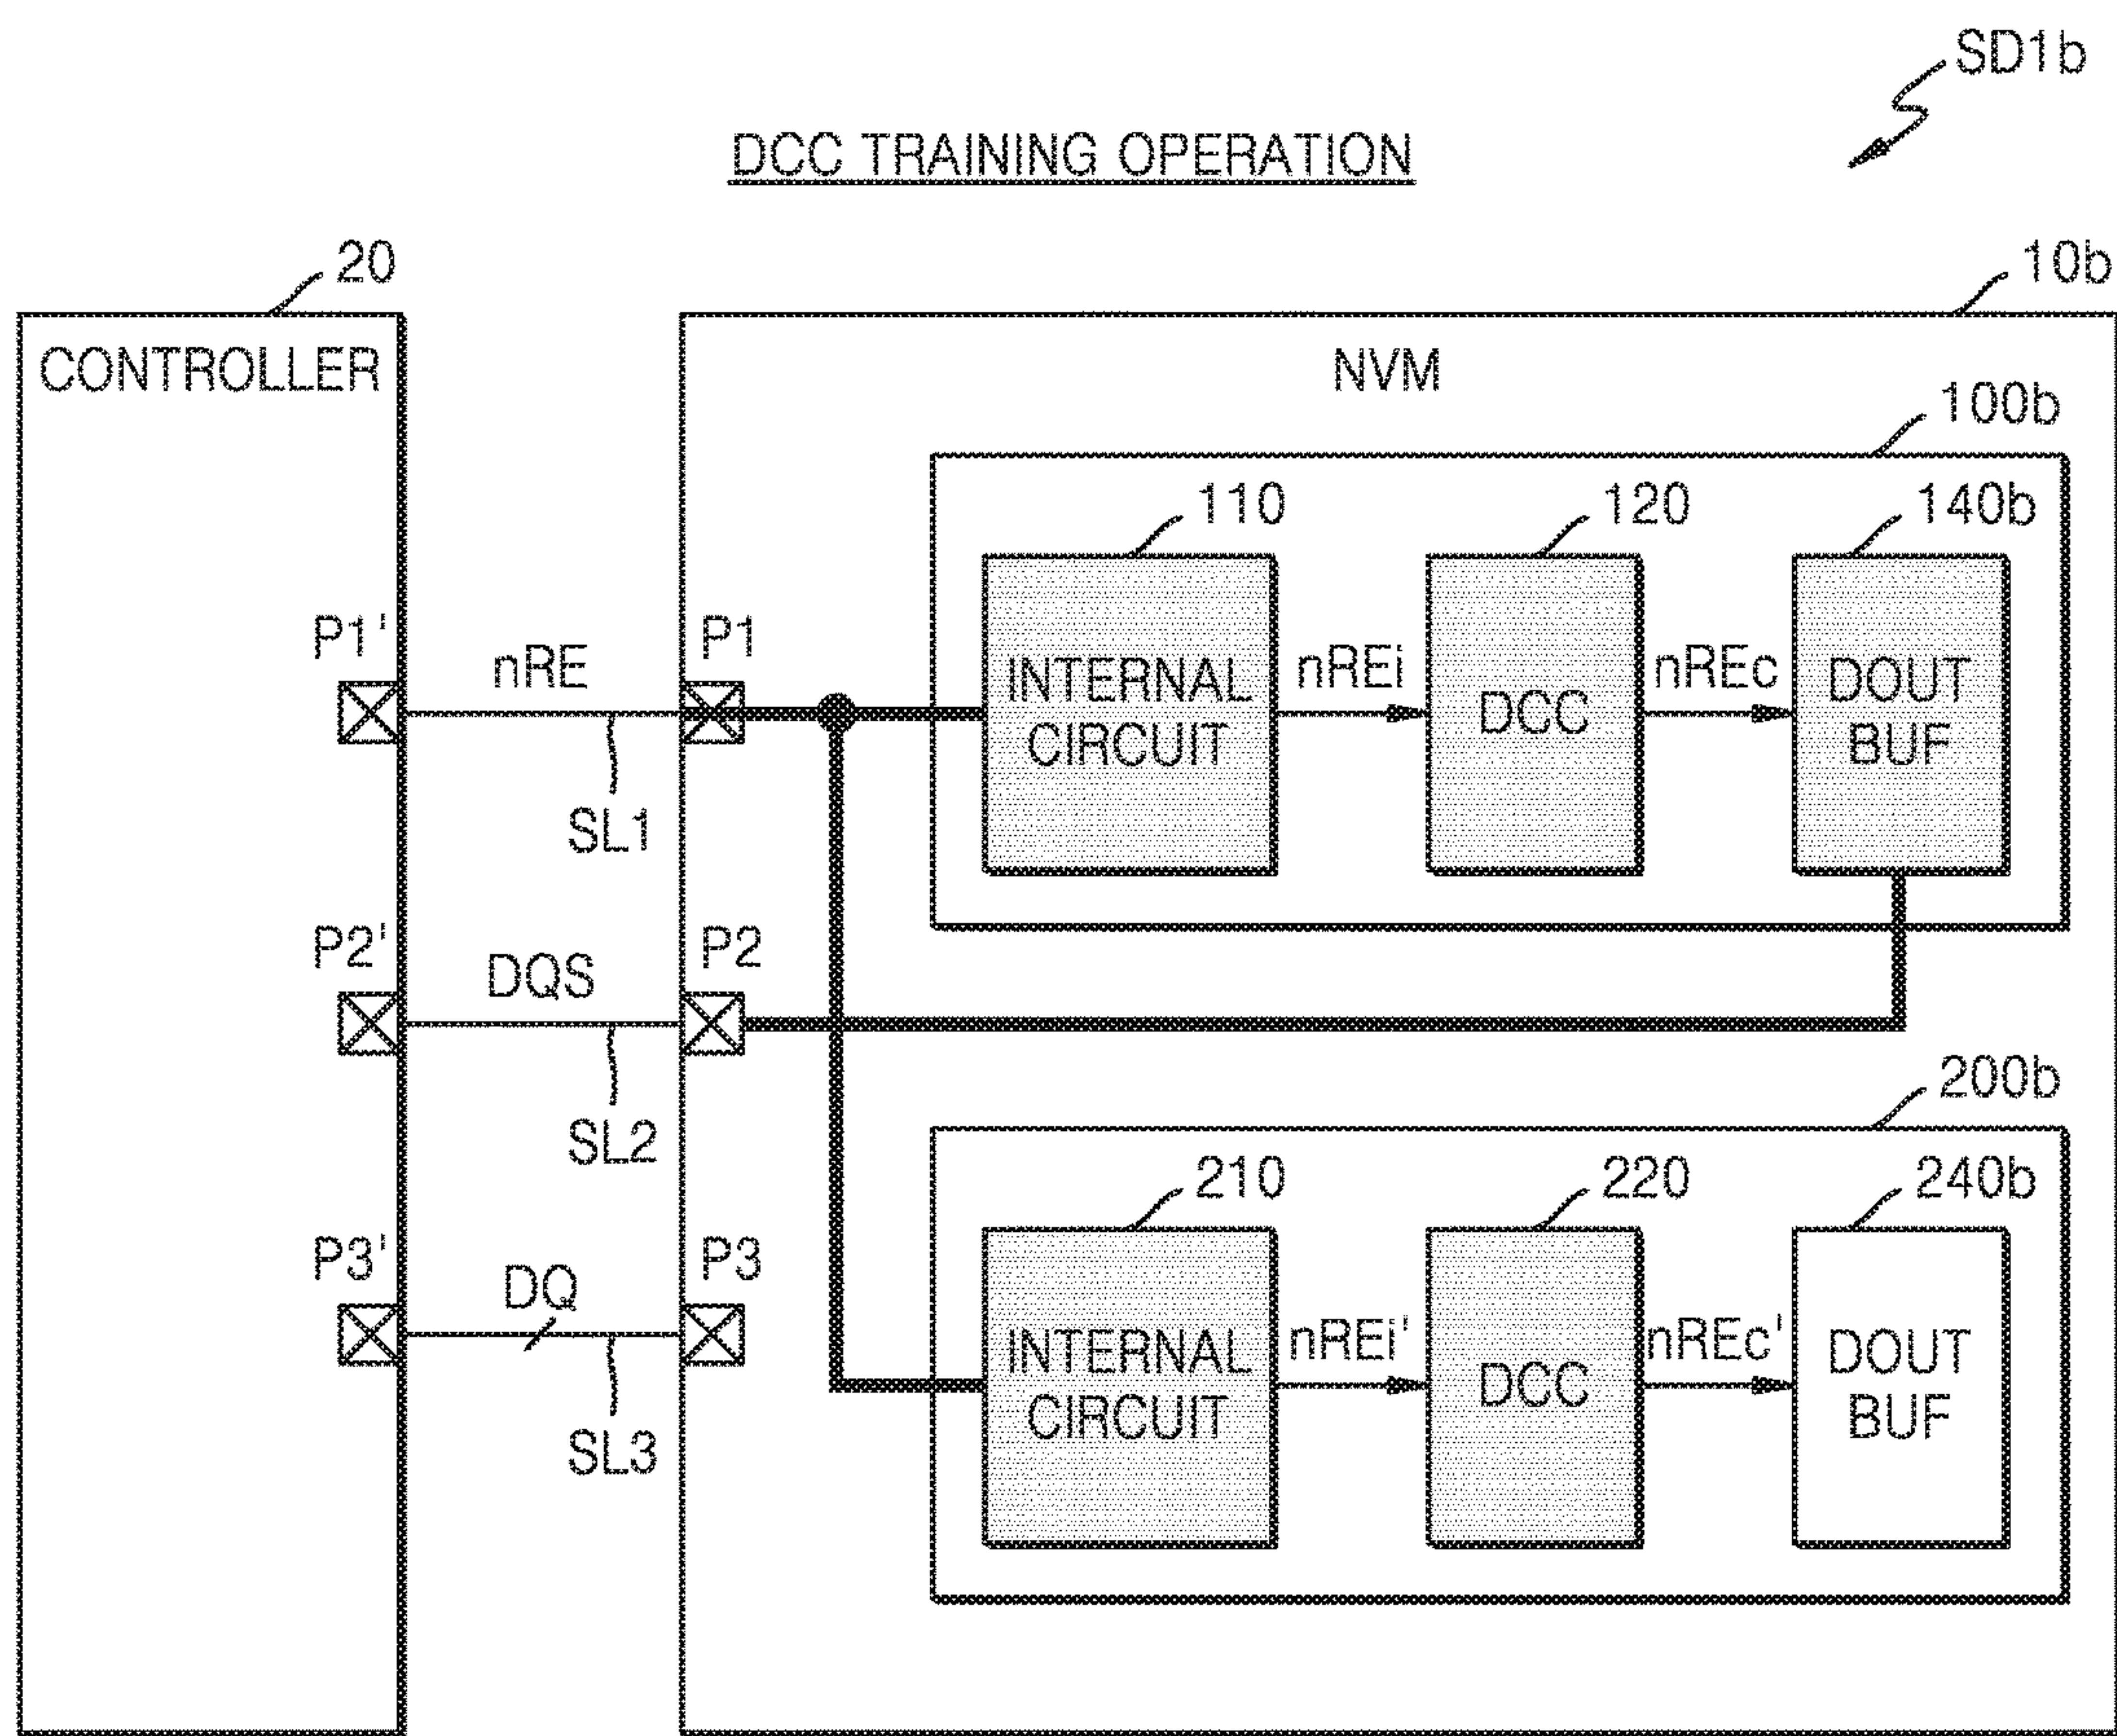 SD1b
DCC TRAINING OPERATION
20
10b
CONTROLLER
NVM
100b
110
120
140b
P1'
nRE
P1
INTERNAL
CIRCUIT
nREi
DCC
nREc
DOUT
BUF
SL1
P2'
DQS
P2
SL2
200b
210
220
240b
P3'
DQ
P3
INTERNAL
CIRCUIT
nREi'
DCC
nREc'
DOUT
BUF
SL3